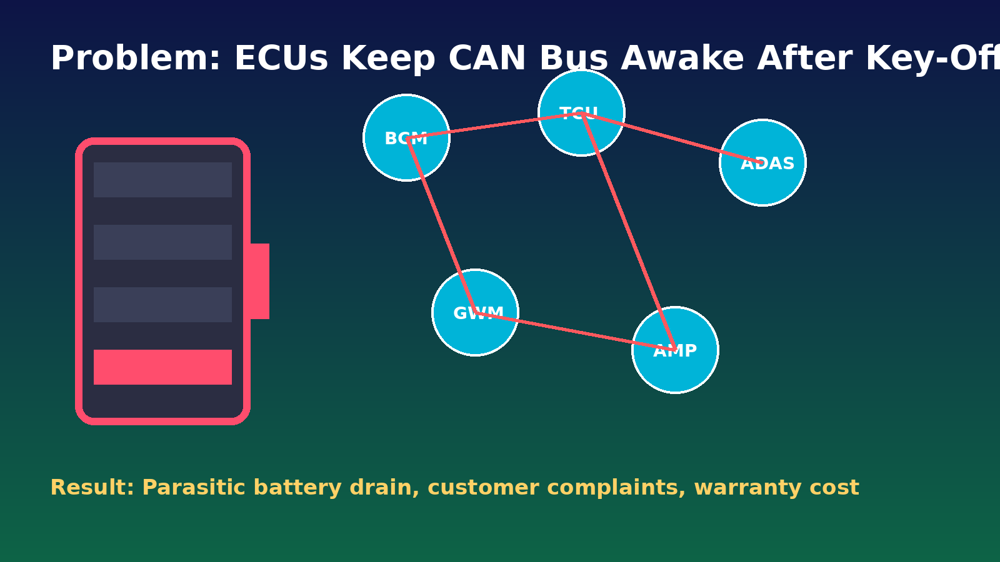 Problem: ECUs Keep CAN Bus Awake After Key-Off
TCU
BCM
ADAS
GWM
AMP
Result: Parasitic battery drain, customer complaints, warranty cost